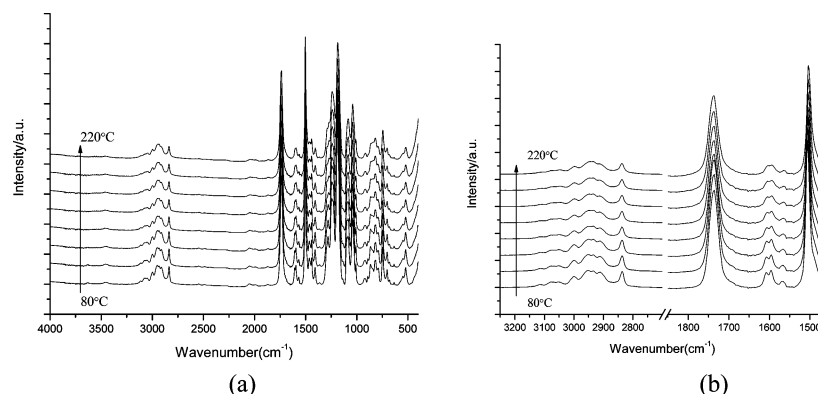 Intensity/a.u.
220°C
80°C
4000 3500 3000 2500 2000 1500 1000 500
Wavenumber(cm⁻¹)
(a)
Intensity/a.u.
220°C
80°C
3200 3100 3000 2900 2800 1800 1700 1600 1500
Wavenumber(cm⁻¹)
(b)